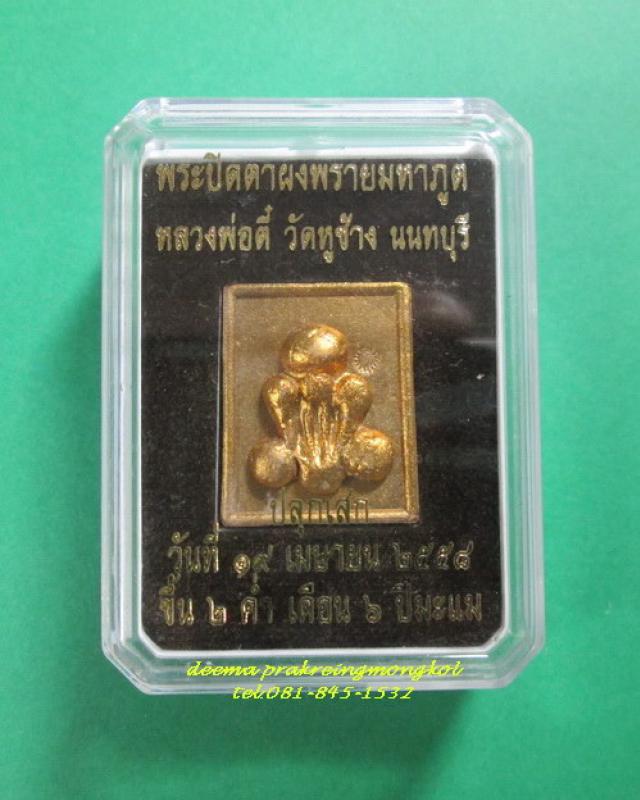 พระปิดตาผงพรายมหาภูต
หลวงพ่อตี๋ วัดหูช้าง นนทบุรี
ปลุกเสก
วันที่ ๑๙ เมษายน ๒๕๕๘
ขึ้น ๒ ค่ำ เดือน ๖ ปีมะแม
deema prakreingmongkol
tel.081-845-1532